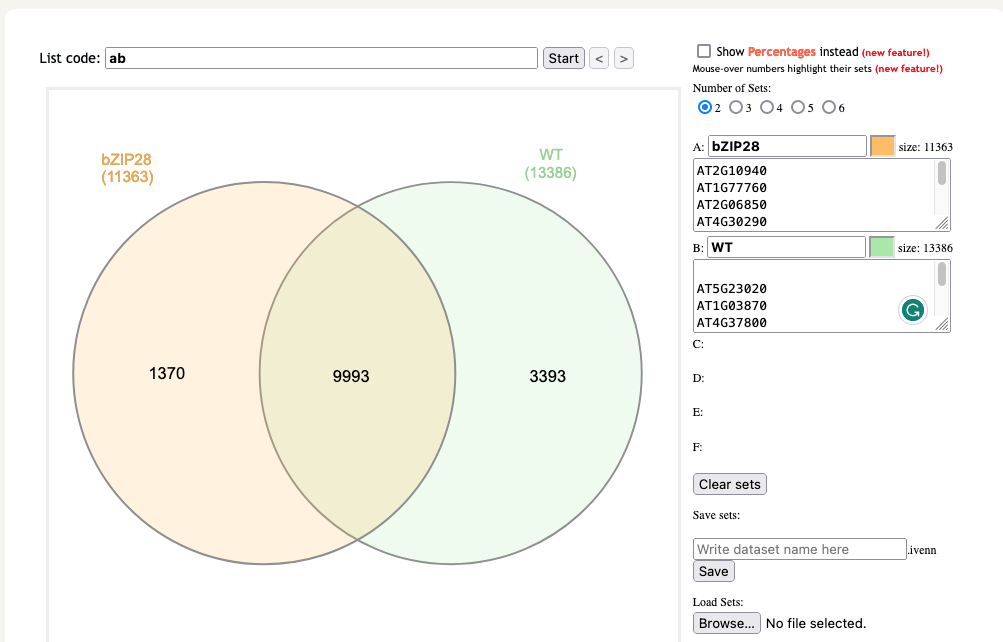 List code: ab Start < >
bZIP28
(11363)
WT
(13386)
1370
9993
3393
Show Percentages instead (new feature!)
Mouse-over numbers highlight their sets (new feature!)
Number of Sets:
2 3 4 5 6
A: bZIP28 size: 11363
AT2G10940
AT1G77760
AT2G06850
AT4G30290
B: WT size: 13386
AT5G23020
AT1G03870
AT4G37800
C:
D:
E:
F:
Clear sets
Save sets:
Write dataset name here .ivenn
Save
Load Sets:
Browse... No file selected.